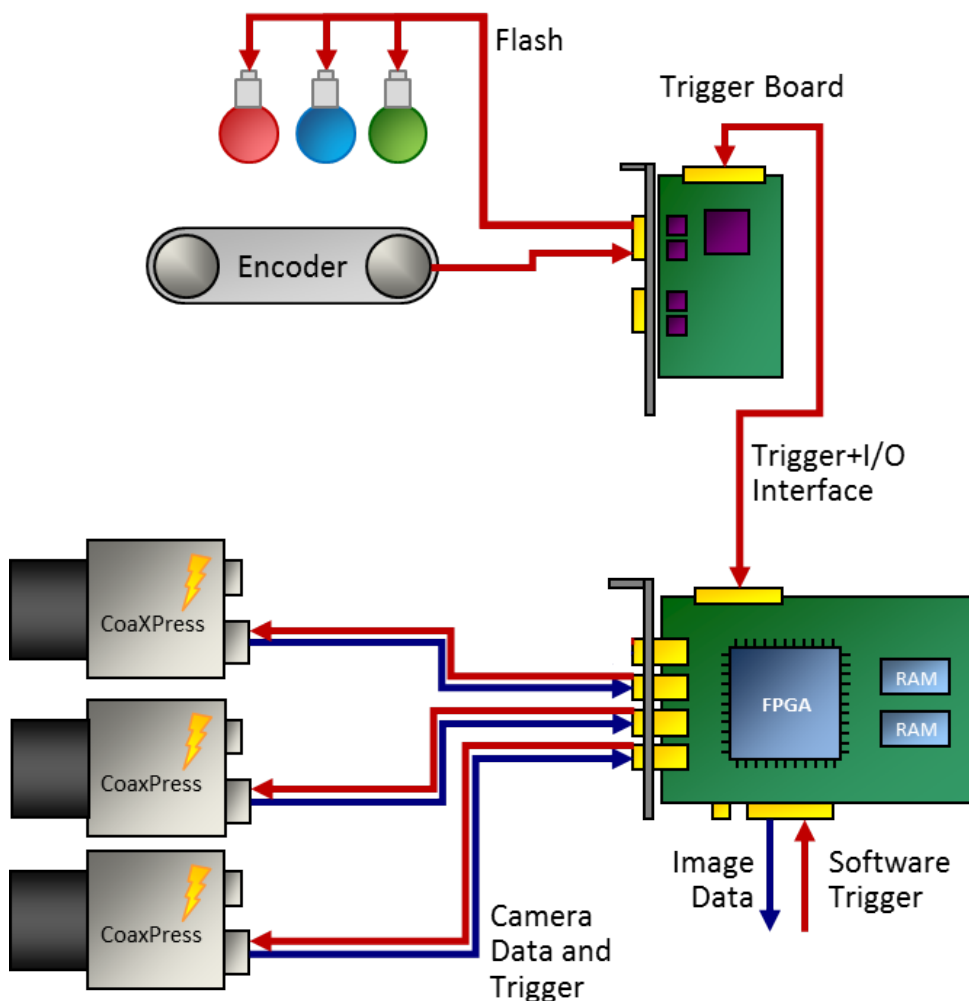 Flash
Trigger Board
Encoder
Trigger+I/O
Interface
CoaXPress
FPGA
RAM
RAM
CoaxPress
CoaxPress
Image
Data
Software
Trigger
Camera
Data and
Trigger